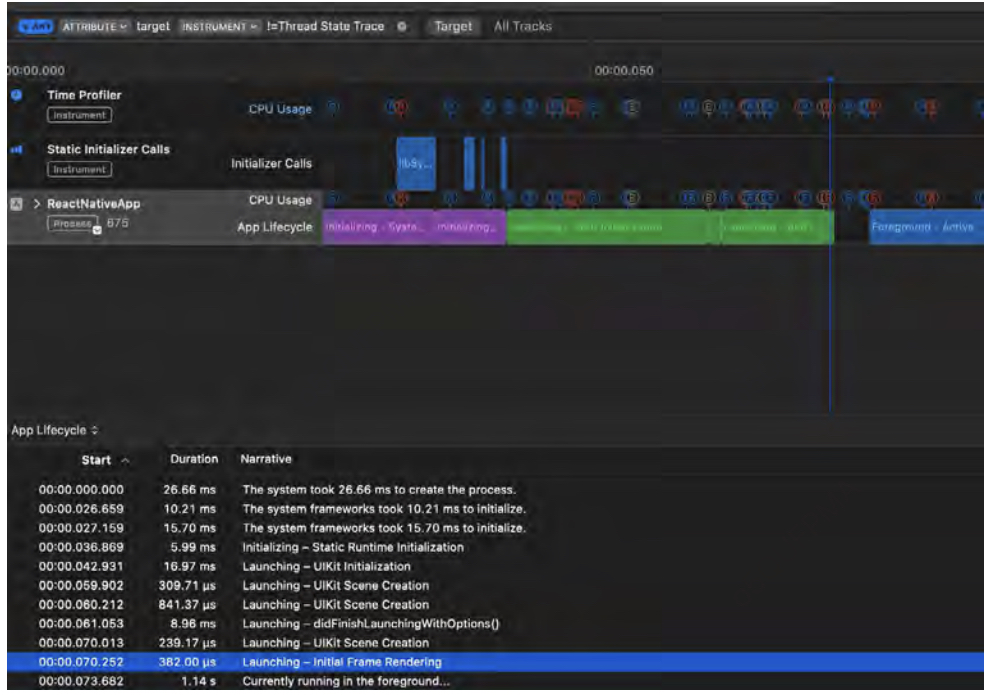 ANY ATTRIBUTE target INSTRUMENT !=Thread State Trace Target All Tracks
00:00.000 00:00.050
Time Profiler
Instrument
CPU Usage
Static Initializer Calls
Instrument
Initializer Calls
libSy...
ReactNativeApp
Process 675
CPU Usage
App Lifecycle
Initializing - Syste... Initializing... Foreground - Active
App Lifecycle
Start Duration Narrative
00:00.000.000 26.66 ms The system took 26.66 ms to create the process.
00:00.026.659 10.21 ms The system frameworks took 10.21 ms to initialize.
00:00.027.159 15.70 ms The system frameworks took 15.70 ms to initialize.
00:00.036.869 5.99 ms Initializing – Static Runtime Initialization
00:00.042.931 16.97 ms Launching – UIKit Initialization
00:00.059.902 309.71 µs Launching – UIKit Scene Creation
00:00.060.212 841.37 µs Launching – UIKit Scene Creation
00:00.061.053 8.96 ms Launching – didFinishLaunchingWithOptions()
00:00.070.013 239.17 µs Launching – UIKit Scene Creation
00:00.070.252 382.00 µs Launching – Initial Frame Rendering
00:00.073.682 1.14 s Currently running in the foreground...